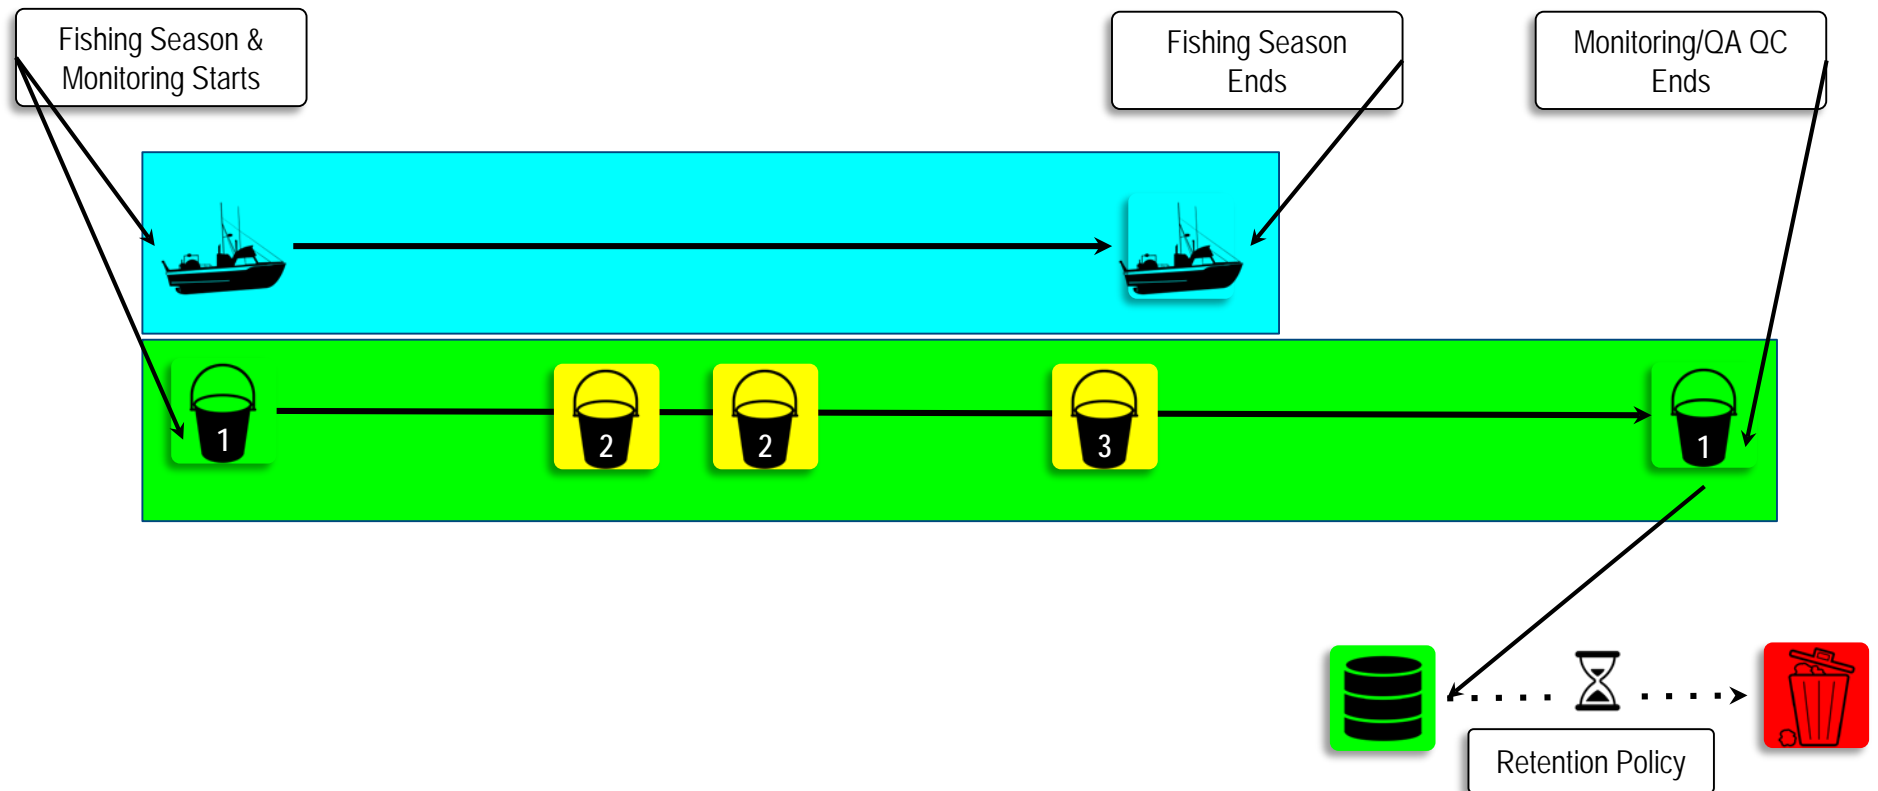 Fishing Season &
Monitoring Starts
Fishing Season
Ends
Monitoring/QA QC
Ends
1
2
2
3
1
Retention Policy